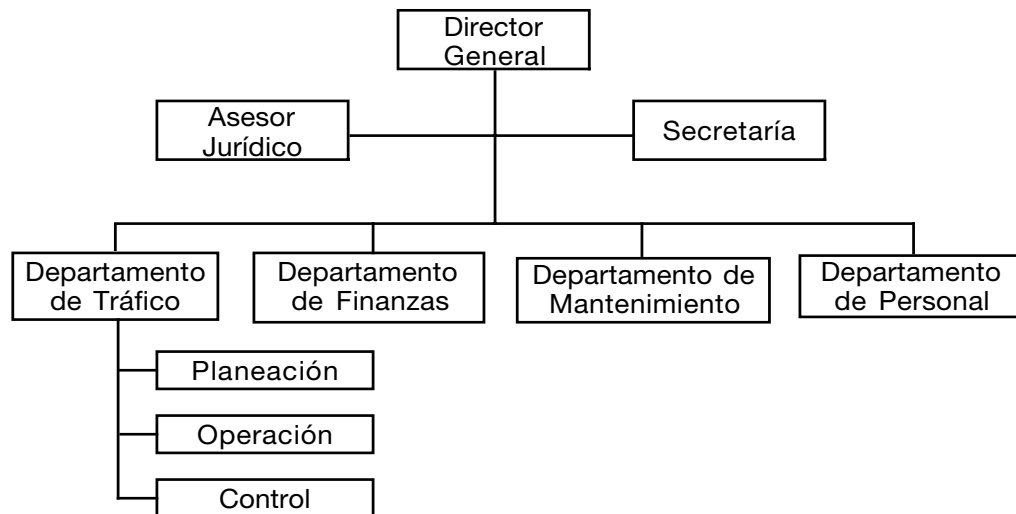 Director
General
Asesor
Jurídico
Secretaría
Departamento
de Tráfico
Departamento
de Finanzas
Departamento de
Mantenimiento
Departamento
de Personal
Planeación
Operación
Control